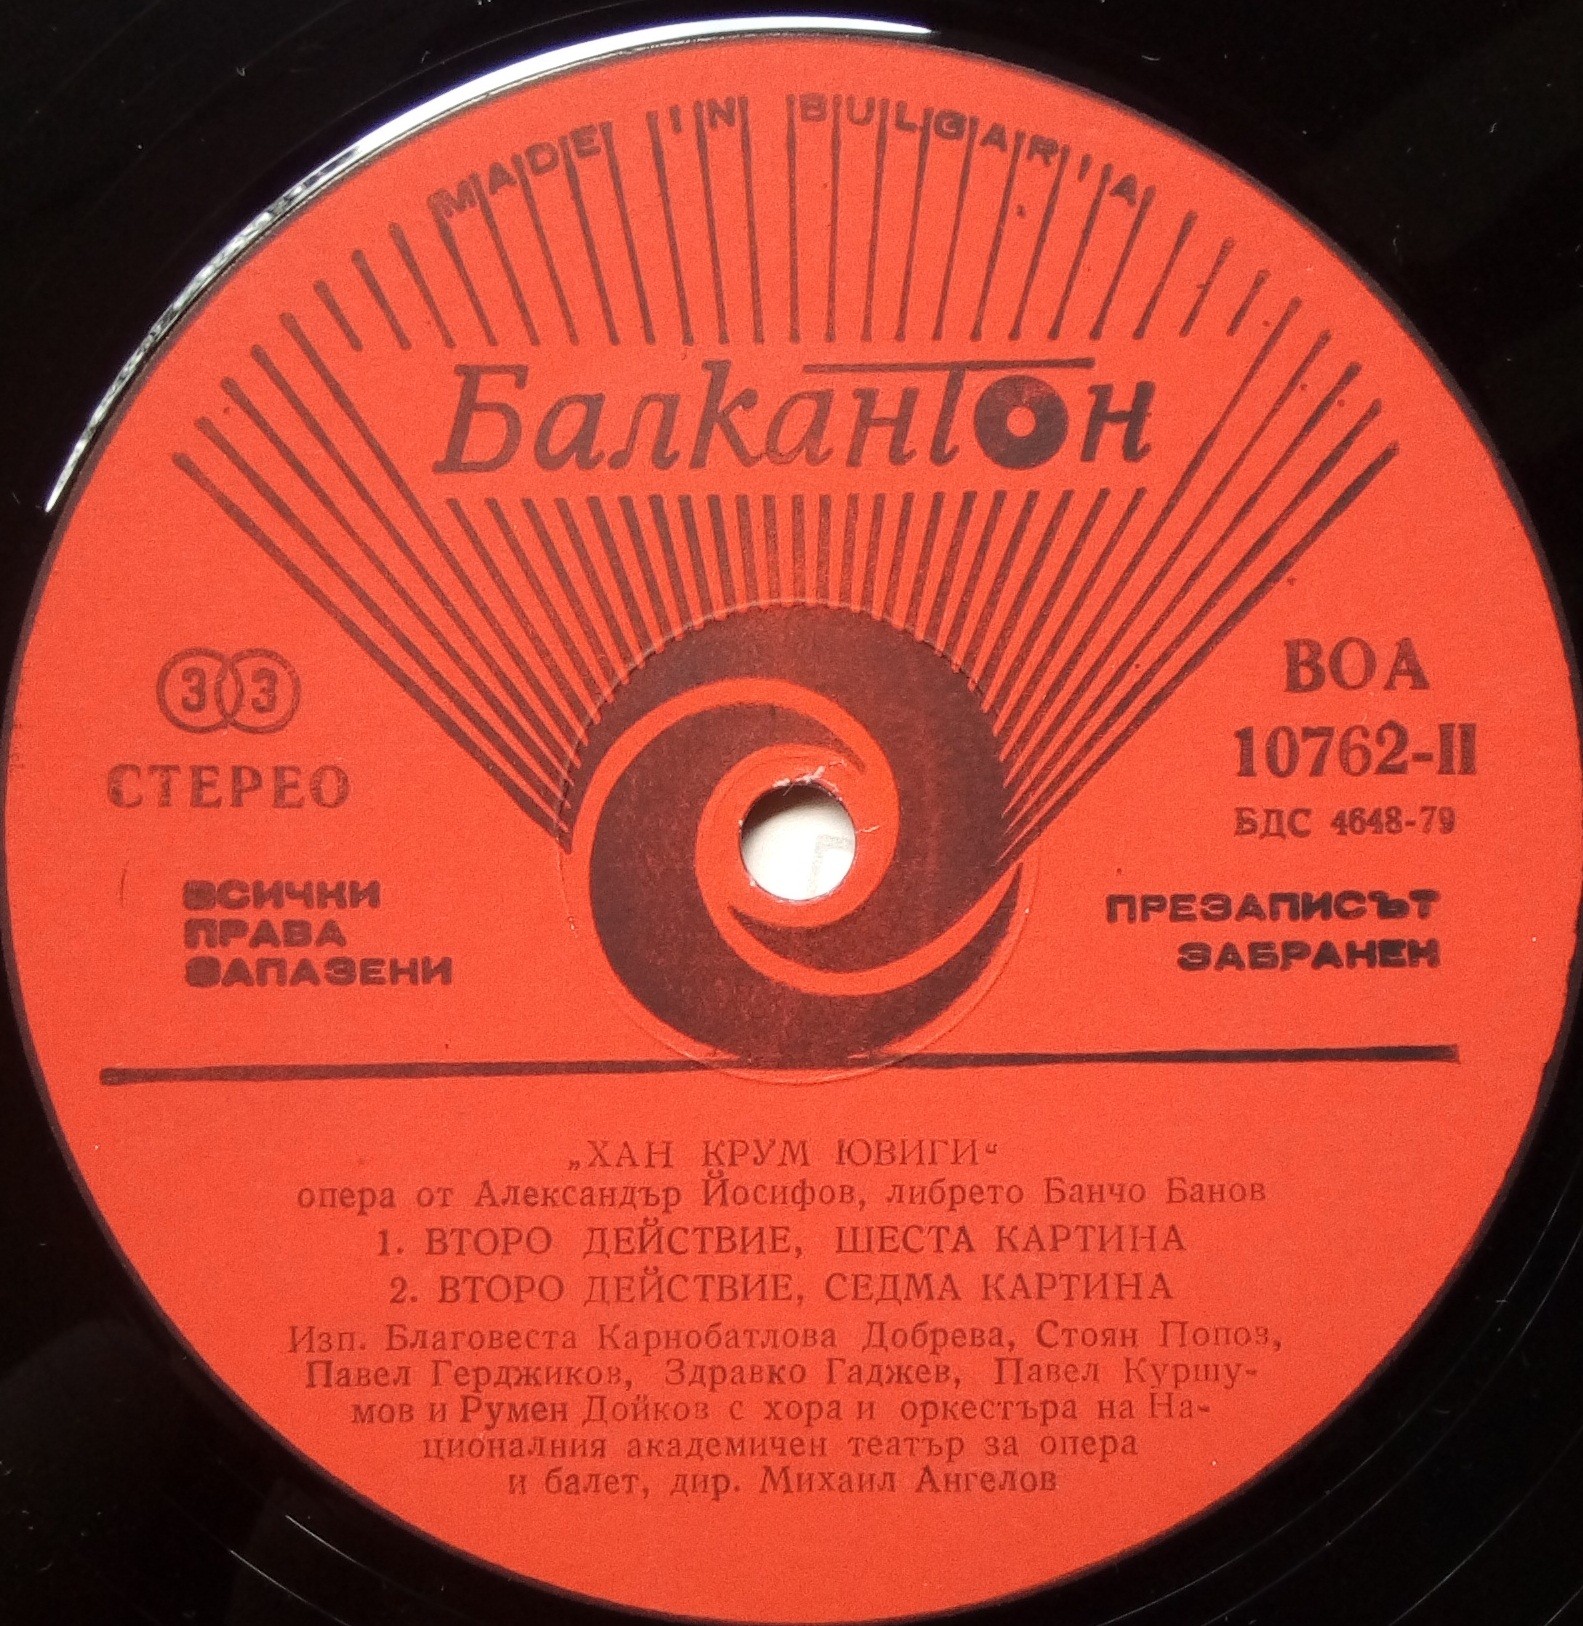 MADE IN BULGARIA
Балкантон
33
СТЕРЕО
ВОА
10762-II
БДС 4648-79
ВСИЧКИ
ПРАВА
ЗАПАЗЕНИ
ПРЕЗАПИСЪТ
ЗАБРАНЕН
„ХАН КРУМ ЮВИГИ“
опера от Александър Йосифов, либрето Банчо Банов
1. ВТОРО ДЕЙСТВИЕ, ШЕСТА КАРТИНА
2. ВТОРО ДЕЙСТВИЕ, СЕДМА КАРТИНА
Изп. Благовеста Карнобатлова Добрева, Стоян Попов,
Павел Герджиков, Здравко Гаджев, Павел Куршу-
мов и Румен Дойков с хора и оркестъра на На-
ционалния академичен театър за опера
и балет, дир. Михаил Ангелов